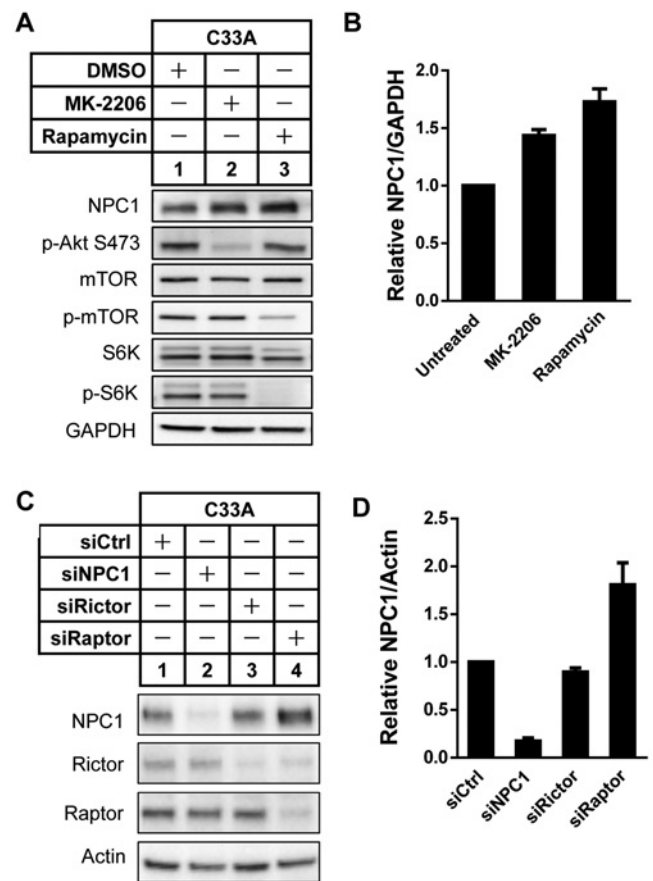 A
C33A
DMSO + − −
MK-2206 − + −
Rapamycin − − +
1 2 3
NPC1
p-Akt S473
mTOR
p-mTOR
S6K
p-S6K
GAPDH
B
Relative NPC1/GAPDH
2.0
1.5
1.0
0.5
0.0
Untreated
MK-2206
Rapamycin
C
C33A
siCtrl + − − −
siNPC1 − + − −
siRictor − − + −
siRaptor − − − +
1 2 3 4
NPC1
Rictor
Raptor
Actin
D
Relative NPC1/Actin
2.5
2.0
1.5
1.0
0.5
0.0
siCtrl
siNPC1
siRictor
siRaptor